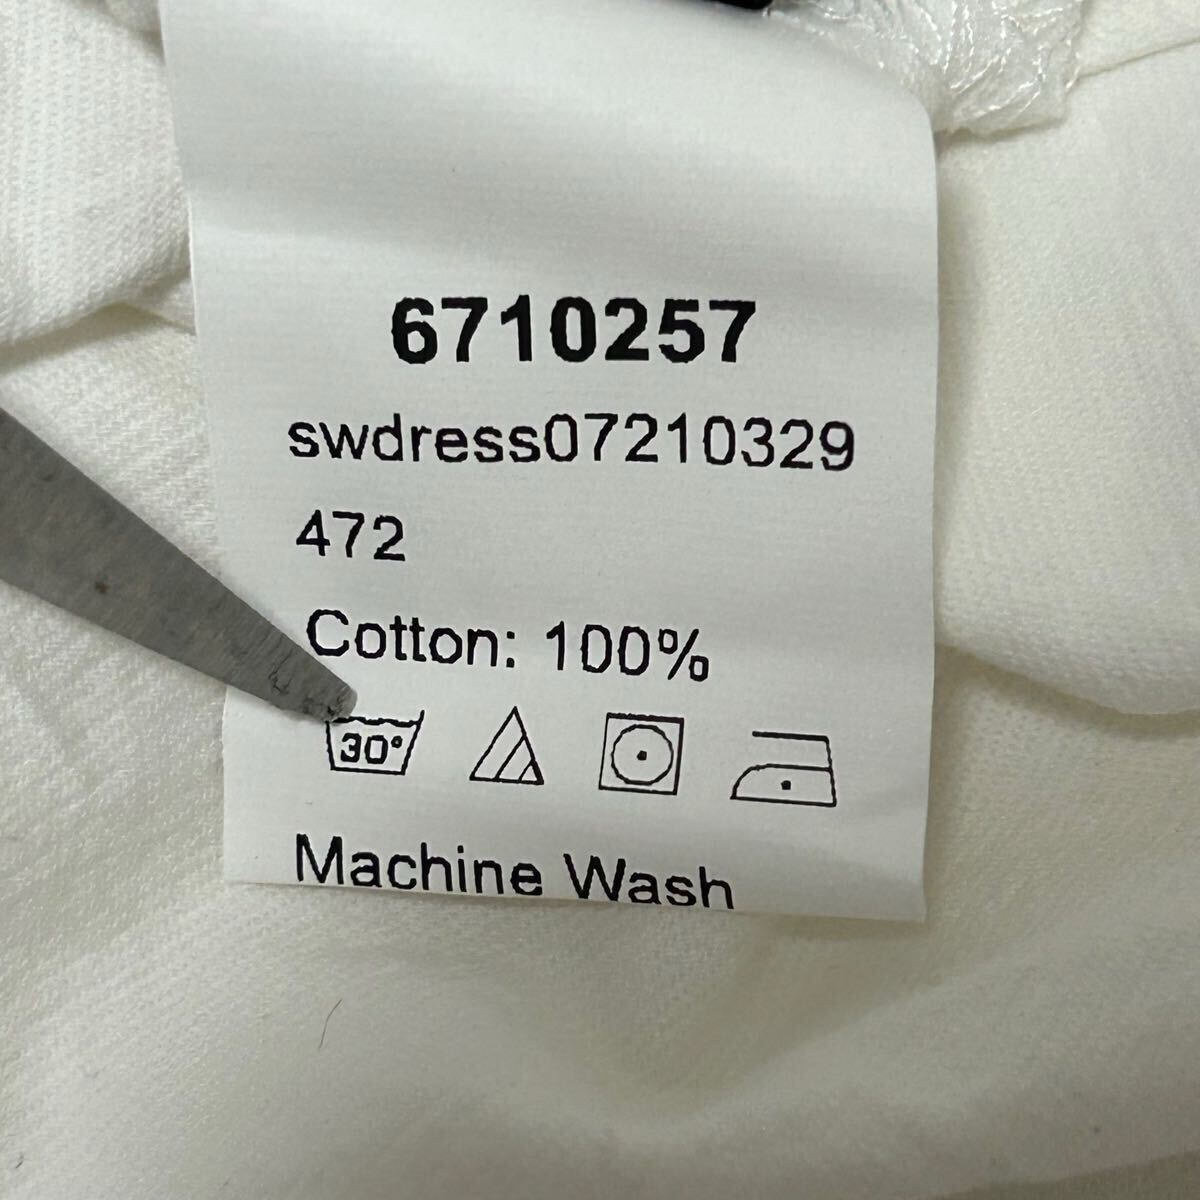 6710257
swdress07210329
472
Cotton: 100%
30°
Machine Wash